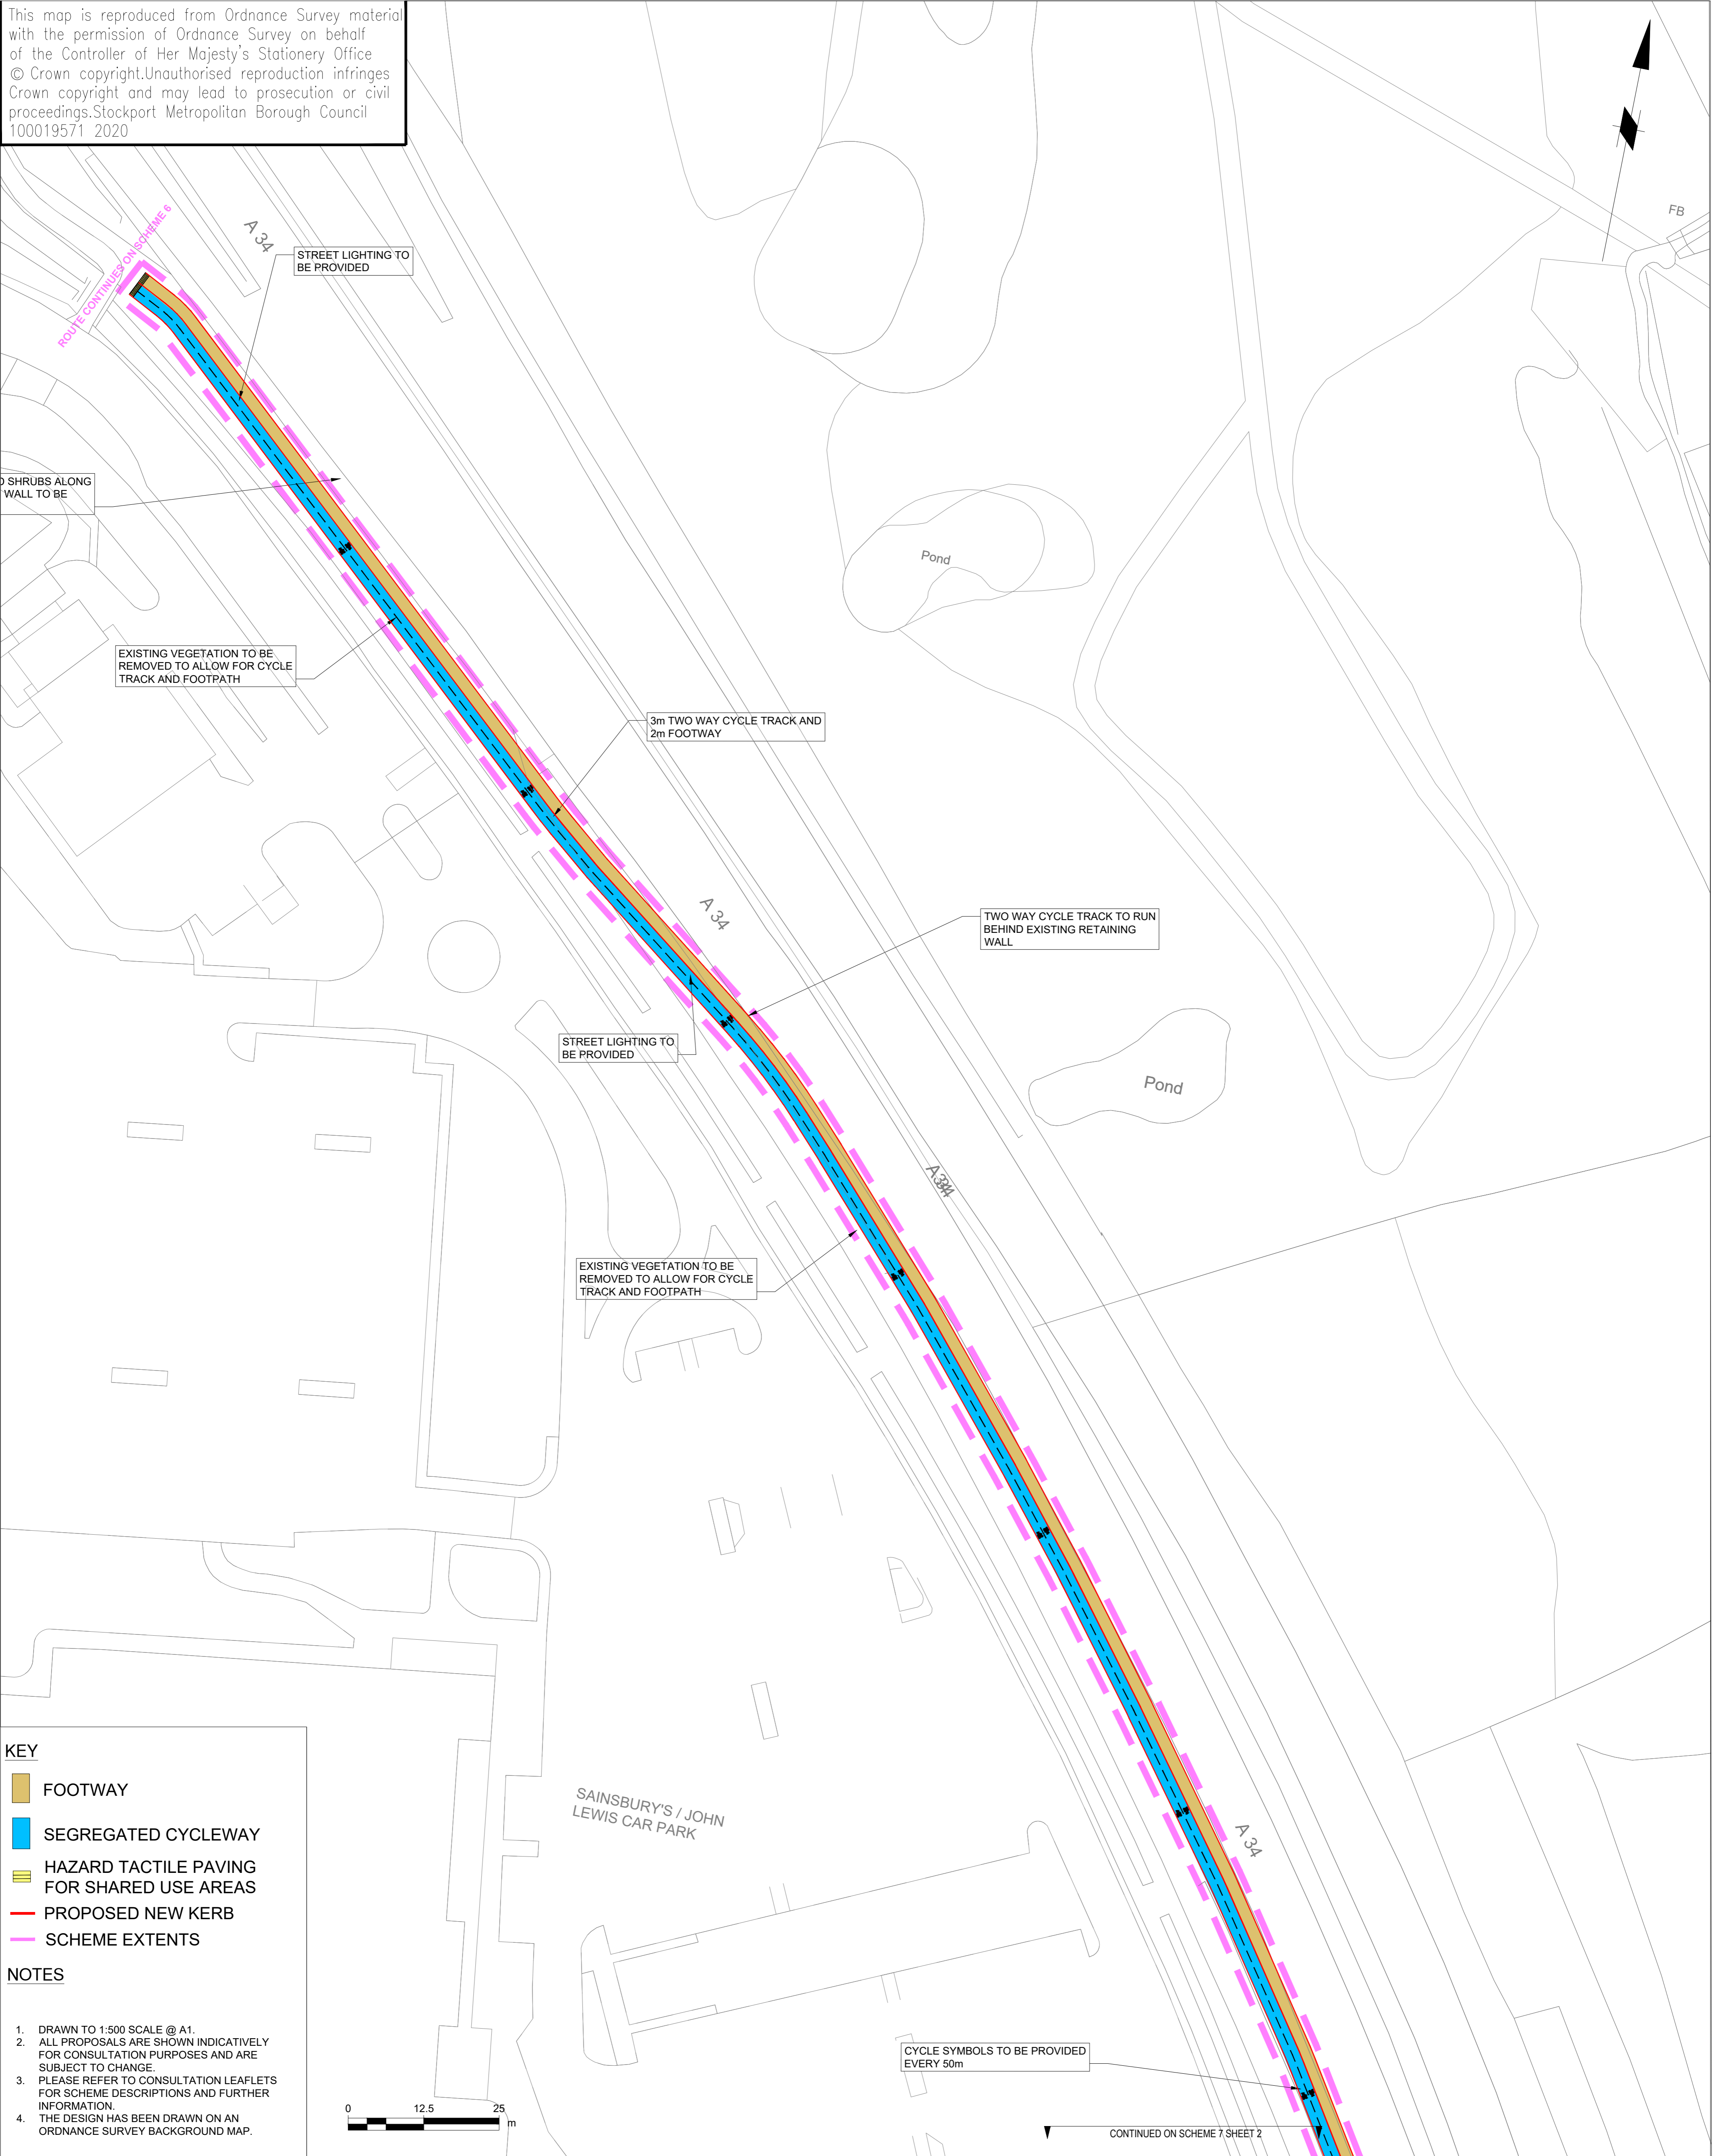 This map is reproduced from Ordnance Survey material
with the permission of Ordnance Survey on behalf
of the Controller of Her Majesty's Stationery Office
© Crown copyright.Unauthorised reproduction infringes
Crown copyright and may lead to prosecution or civil
proceedings.Stockport Metropolitan Borough Council
100019571 2020
FB
ROUTE CONTINUES ON SCHEME 6
A 34
STREET LIGHTING TO
BE PROVIDED
SHRUBS ALONG
WALL TO BE
Pond
EXISTING VEGETATION TO BE
REMOVED TO ALLOW FOR CYCLE
TRACK AND FOOTPATH
3m TWO WAY CYCLE TRACK AND
2m FOOTWAY
A 34
TWO WAY CYCLE TRACK TO RUN
BEHIND EXISTING RETAINING
WALL
STREET LIGHTING TO
BE PROVIDED
Pond
A 34
EXISTING VEGETATION TO BE
REMOVED TO ALLOW FOR CYCLE
TRACK AND FOOTPATH
SAINSBURY'S / JOHN
LEWIS CAR PARK
A 34
KEY
FOOTWAY
SEGREGATED CYCLEWAY
HAZARD TACTILE PAVING
FOR SHARED USE AREAS
PROPOSED NEW KERB
SCHEME EXTENTS
NOTES
1. DRAWN TO 1:500 SCALE @ A1.
2. ALL PROPOSALS ARE SHOWN INDICATIVELY
FOR CONSULTATION PURPOSES AND ARE
SUBJECT TO CHANGE.
3. PLEASE REFER TO CONSULTATION LEAFLETS
FOR SCHEME DESCRIPTIONS AND FURTHER
INFORMATION.
4. THE DESIGN HAS BEEN DRAWN ON AN
ORDNANCE SURVEY BACKGROUND MAP.
0 12.5 25
m
CYCLE SYMBOLS TO BE PROVIDED
EVERY 50m
CONTINUED ON SCHEME 7 SHEET 2